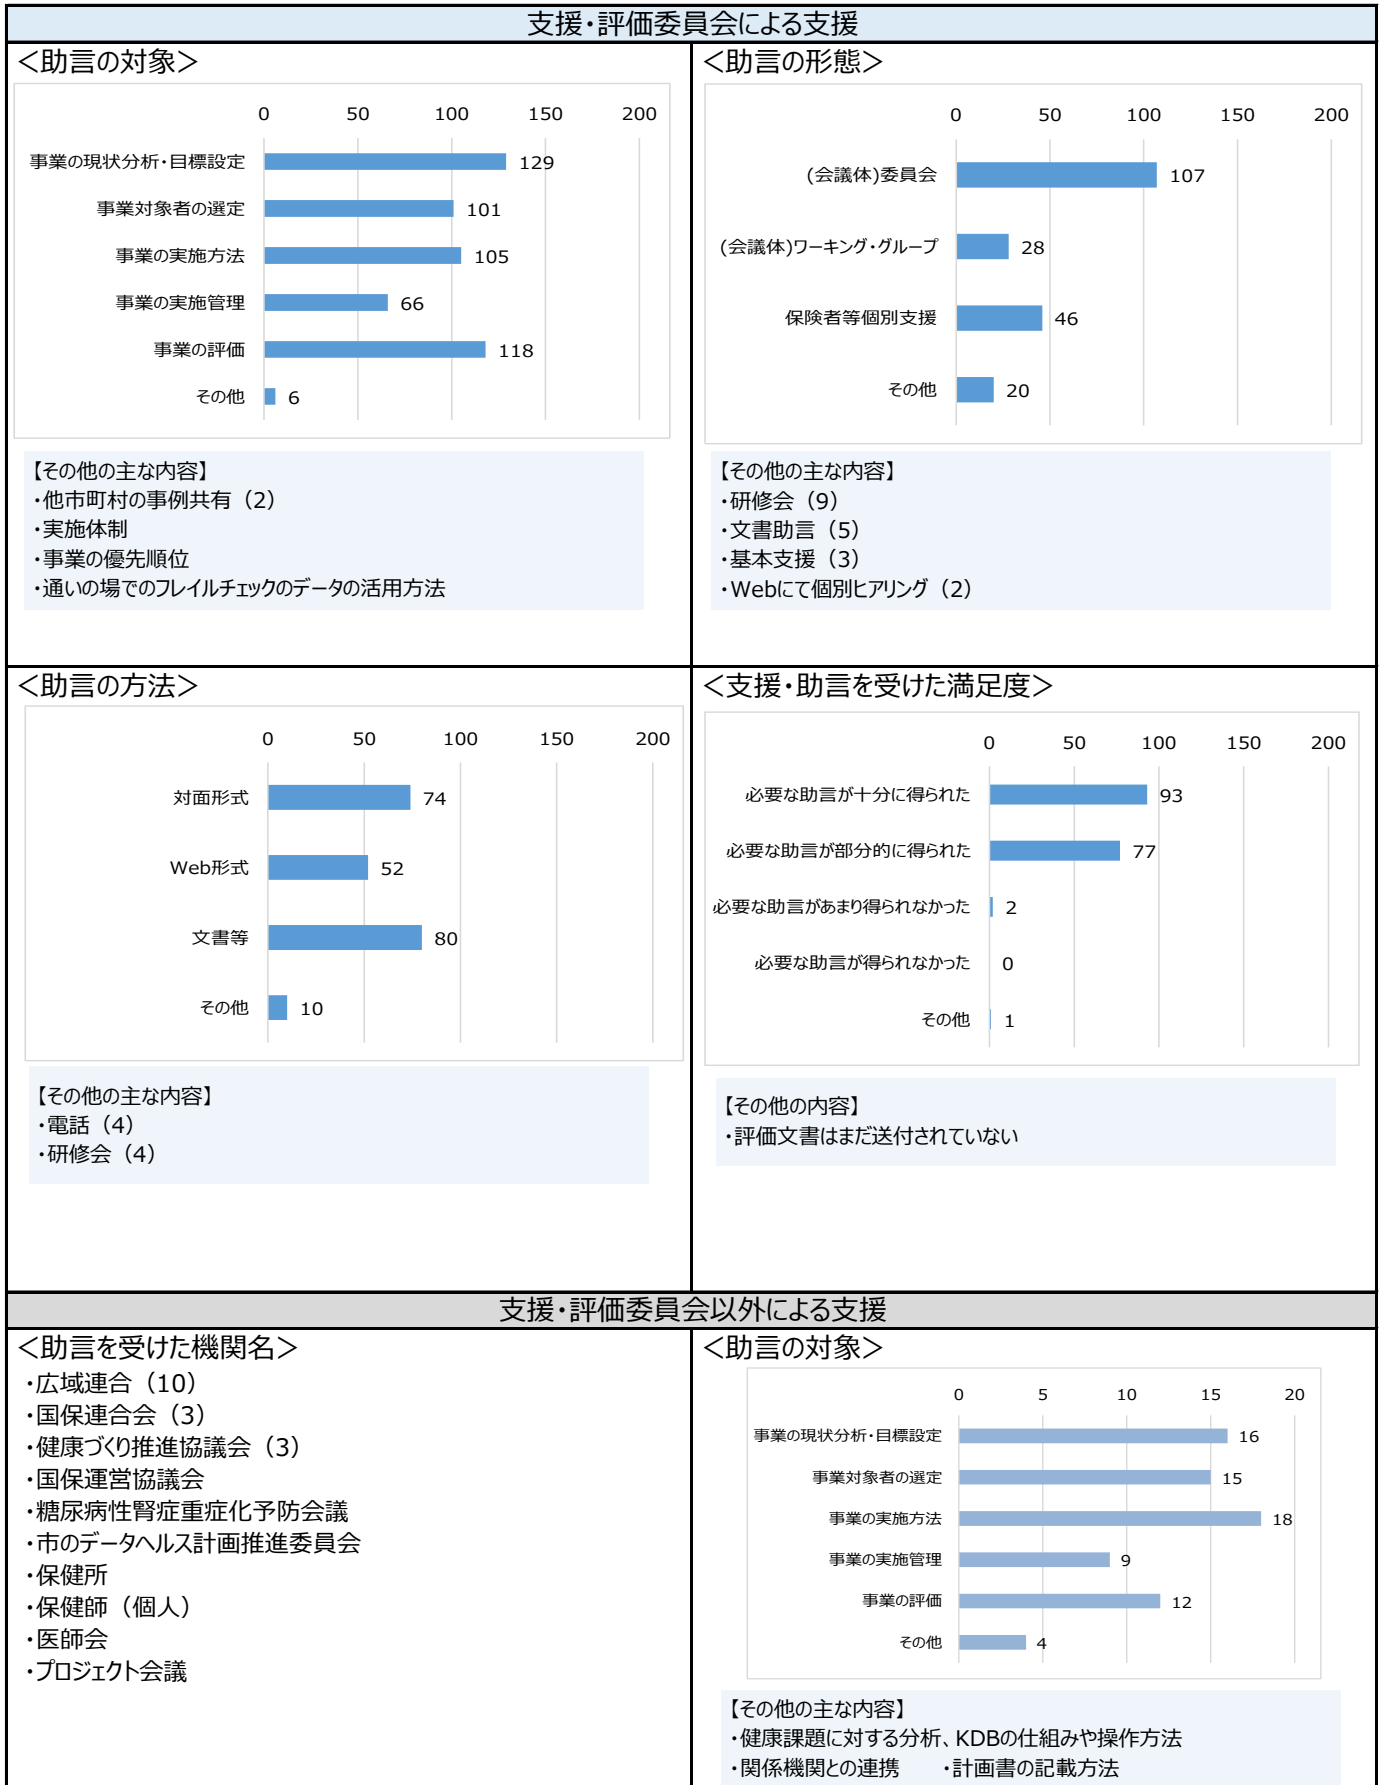 支援・評価委員会による支援
＜助言の対象＞
0 50 100 150 200
事業の現状分析・目標設定 129
事業対象者の選定 101
事業の実施方法 105
事業の実施管理 66
事業の評価 118
その他 6
【その他の主な内容】
・他市町村の事例共有（2）
・実施体制
・事業の優先順位
・通いの場でのフレイルチェックのデータの活用方法
＜助言の形態＞
0 50 100 150 200
(会議体)委員会 107
(会議体)ワーキング・グループ 28
保険者等個別支援 46
その他 20
【その他の主な内容】
・研修会（9）
・文書助言（5）
・基本支援（3）
・Webにて個別ヒアリング（2）
＜助言の方法＞
0 50 100 150 200
対面形式 74
Web形式 52
文書等 80
その他 10
【その他の主な内容】
・電話（4）
・研修会（4）
＜支援・助言を受けた満足度＞
0 50 100 150 200
必要な助言が十分に得られた 93
必要な助言が部分的に得られた 77
必要な助言があまり得られなかった 2
必要な助言が得られなかった 0
その他 1
【その他の内容】
・評価文書はまだ送付されていない
支援・評価委員会以外による支援
＜助言を受けた機関名＞
・広域連合（10）
・国保連合会（3）
・健康づくり推進協議会（3）
・国保運営協議会
・糖尿病性腎症重症化予防会議
・市のデータヘルス計画推進委員会
・保健所
・保健師（個人）
・医師会
・プロジェクト会議
＜助言の対象＞
0 5 10 15 20
事業の現状分析・目標設定 16
事業対象者の選定 15
事業の実施方法 18
事業の実施管理 9
事業の評価 12
その他 4
【その他の主な内容】
・健康課題に対する分析、KDBの仕組みや操作方法
・関係機関との連携　・計画書の記載方法